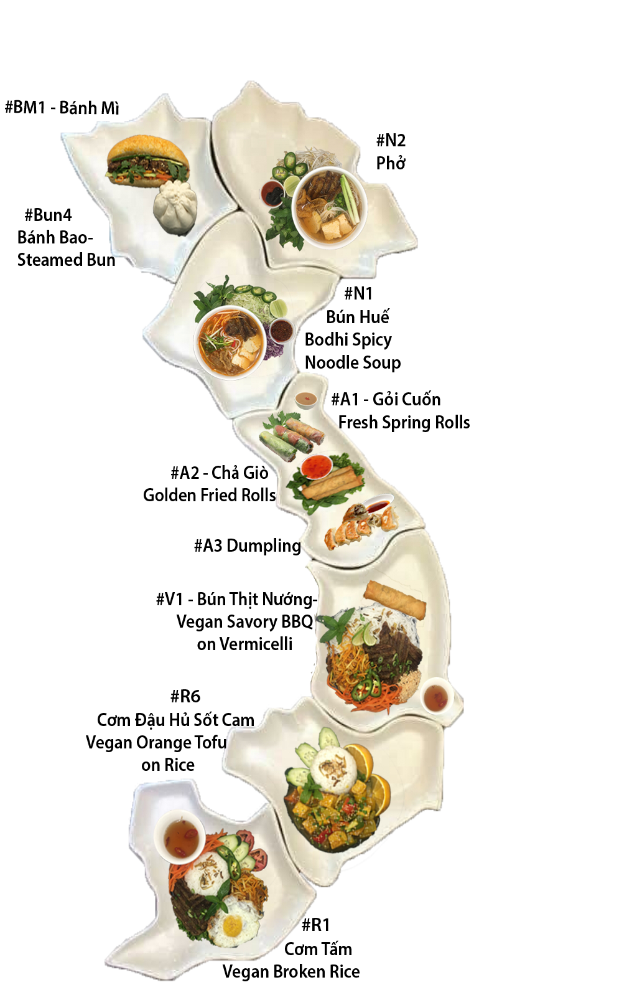 #BM1 - Bánh Mì
#N2
Phở
#Bun4
Bánh Bao-
Steamed Bun
#N1
Bún Huế
Bodhi Spicy
Noodle Soup
#A1 - Gỏi Cuốn
Fresh Spring Rolls
#A2 - Chả Giò
Golden Fried Rolls
#A3 Dumpling
#V1 - Bún Thịt Nướng-
Vegan Savory BBQ
on Vermicelli
#R6
Cơm Đậu Hủ Sốt Cam
Vegan Orange Tofu
on Rice
#R1
Cơm Tấm
Vegan Broken Rice